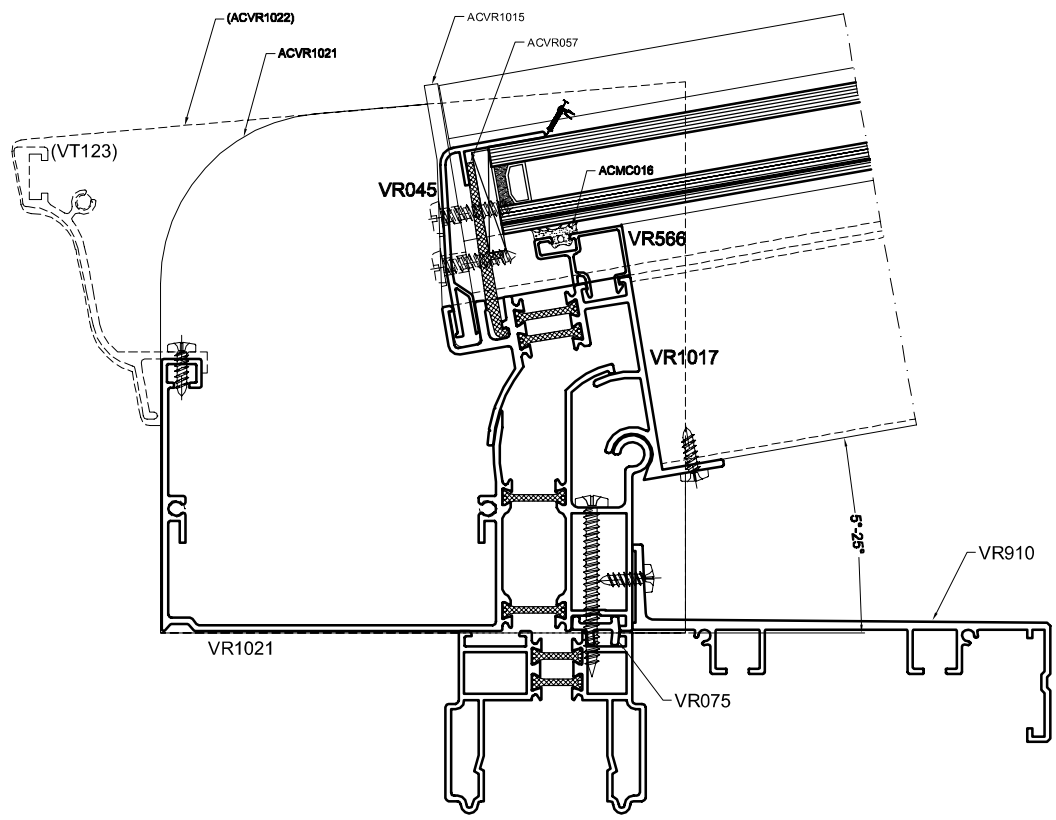 (ACVR1022)
ACVR1015
ACVR057
ACVR1021
(VT123)
VR045
ACMC016
VR566
VR1017
5°-25°
VR910
VR1021
VR075